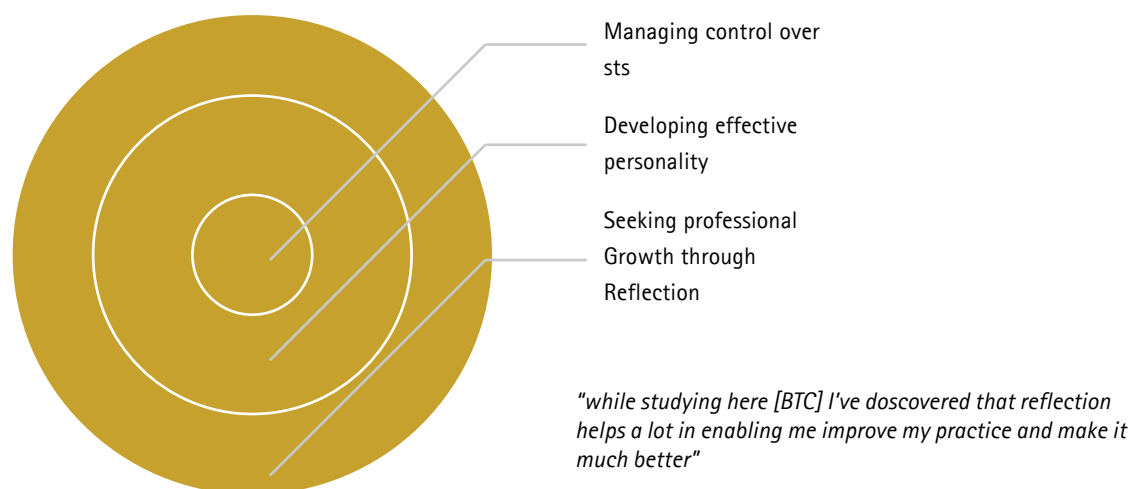 Managing control over
sts
Developing effective
personality
Seeking professional
Growth through
Reflection
"while studying here [BTC] I've doscovered that reflection
helps a lot in enabling me improve my practice and make it
much better"